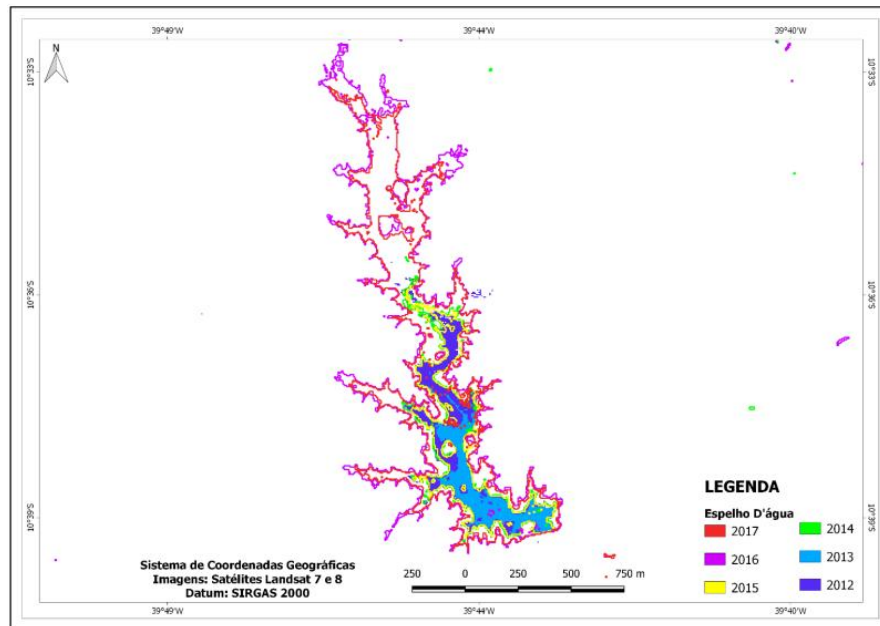 39°49'W 39°44'W 39°40'W
N
10°33'S 10°33'S
10°36'S 10°36'S
10°39'S 10°39'S
LEGENDA
Espelho D'água
2017 2014
2016 2013
2015 2012
Sistema de Coordenadas Geográficas
Imagens: Satélites Landsat 7 e 8
Datum: SIRGAS 2000
250 0 250 500 750 m
39°49'W 39°44'W 39°40'W